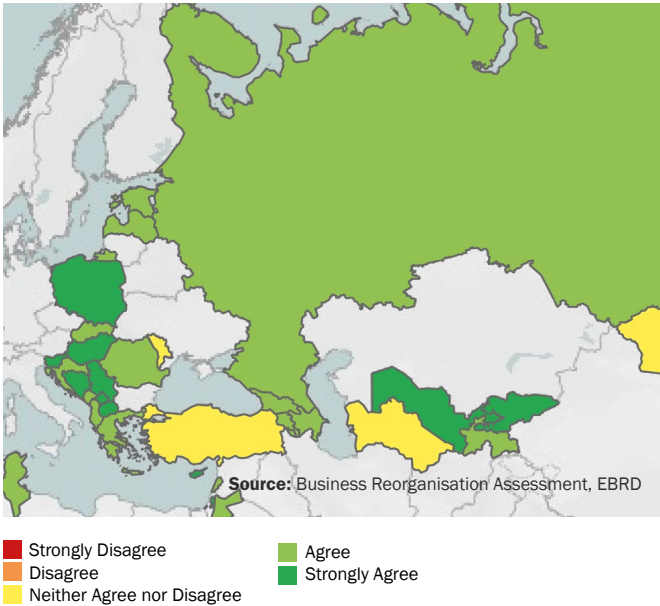 Source: Business Reorganisation Assessment, EBRD
Strongly Disagree
Disagree
Neither Agree nor Disagree
Agree
Strongly Agree